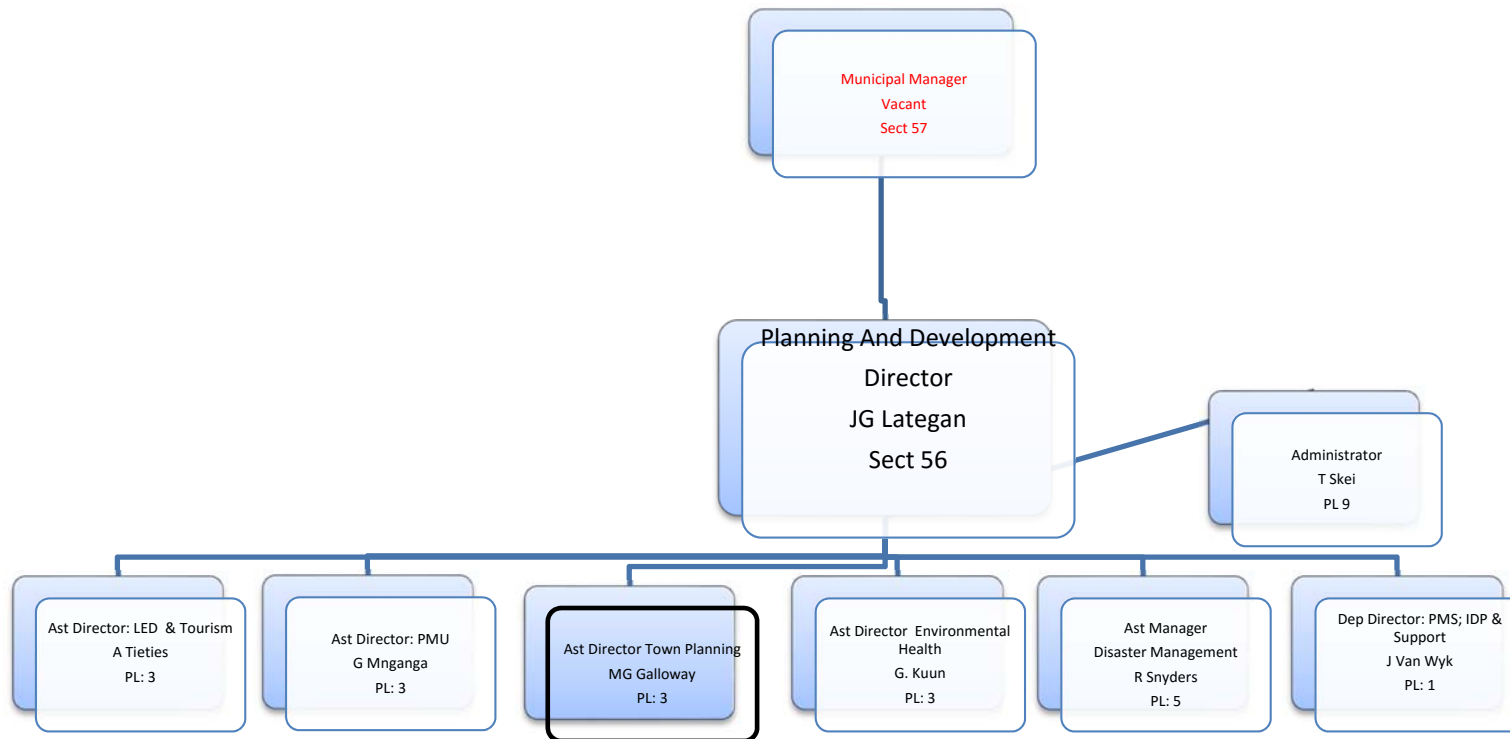 Municipal Manager
Vacant
Sect 57
Planning And Development
Director
JG Lategan
Sect 56
Administrator
T Skei
PL 9
Ast Director: LED & Tourism
A Tieties
PL: 3
Ast Director: PMU
G Mnganga
PL: 3
Ast Director Town Planning
MG Galloway
PL: 3
Ast Director Environmental
Health
G. Kuun
PL: 3
Ast Manager
Disaster Management
R Snyders
PL: 5
Dep Director: PMS; IDP &
Support
J Van Wyk
PL: 1